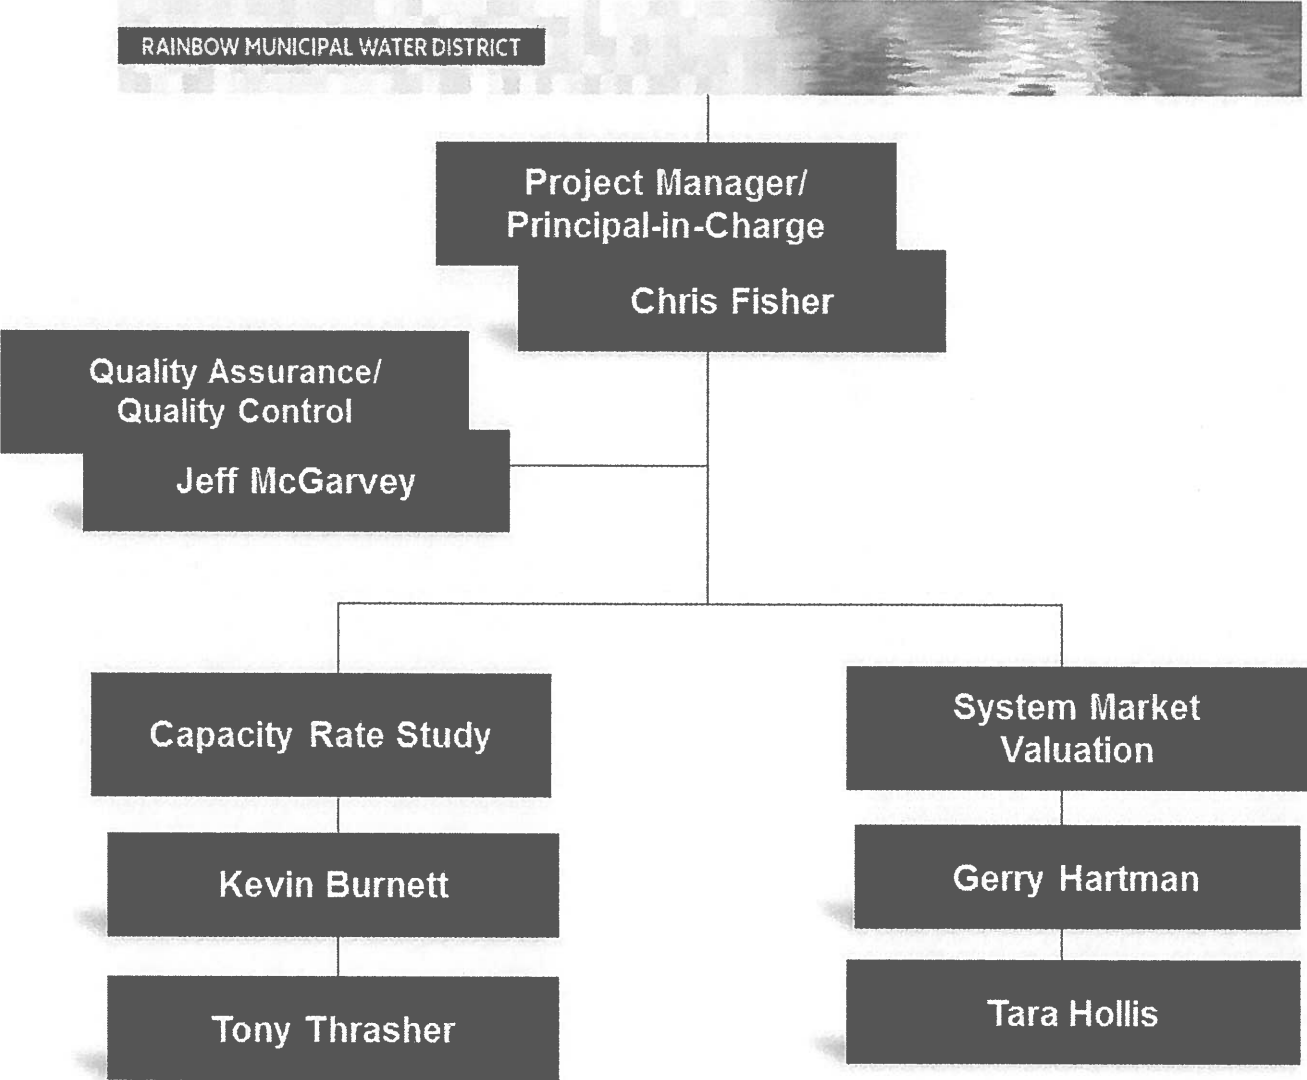 RAINBOW MUNICIPAL WATER DISTRICT
Project Manager/
Principal-in-Charge
Chris Fisher
Quality Assurance/
Quality Control
Jeff McGarvey
Capacity Rate Study
Kevin Burnett
Tony Thrasher
System Market
Valuation
Gerry Hartman
Tara Hollis